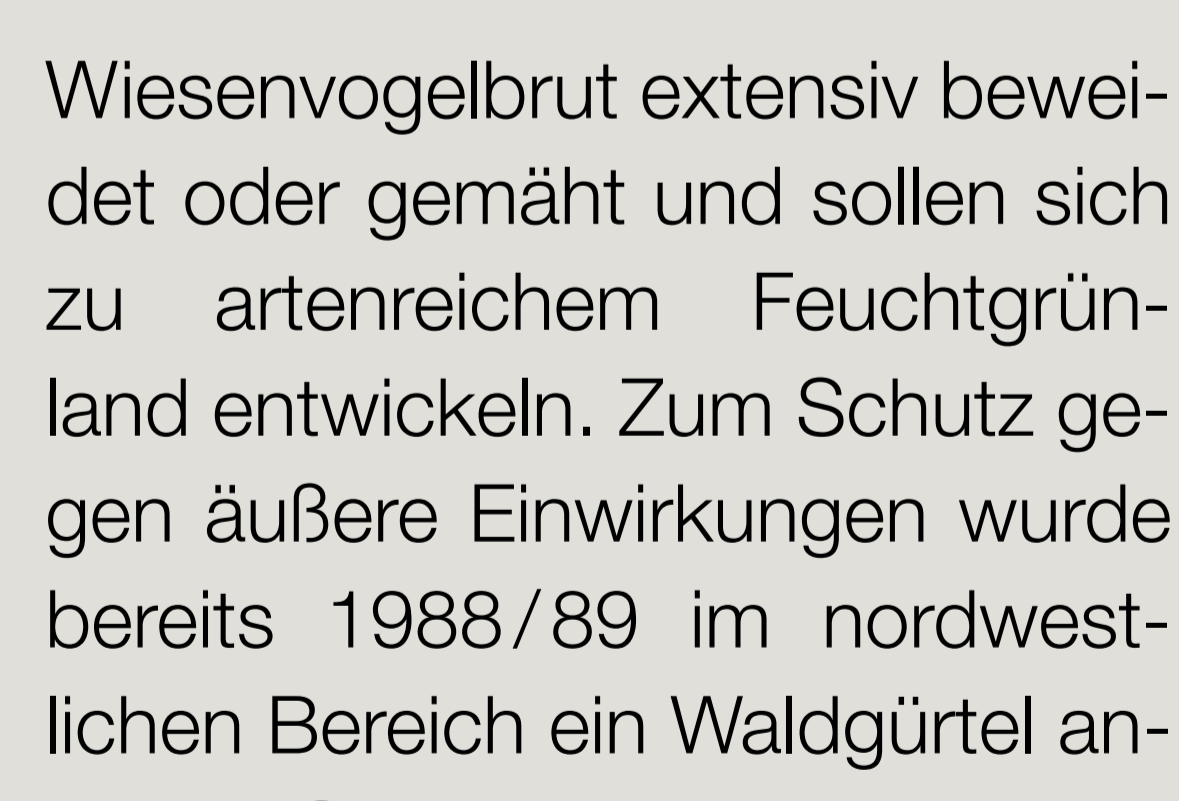 Wiesenvogelbrut extensiv bewei-
det oder gemäht und sollen sich
zu artenreichem Feuchtgrün-
land entwickeln. Zum Schutz ge-
gen äußere Einwirkungen wurde
bereits 1988/89 im nordwest-
lichen Bereich ein Waldgürtel an-